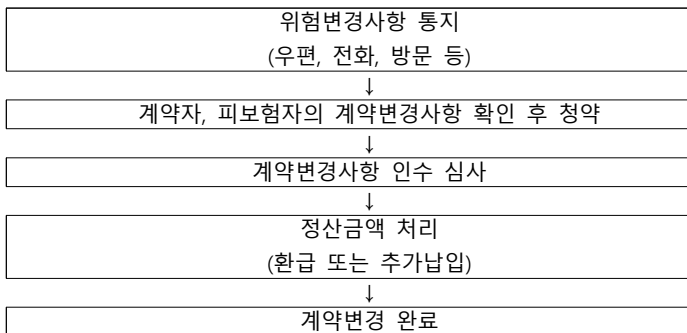 위험변경사항 통지
(우편, 전화, 방문 등)
↓
계약자, 피보험자의 계약변경사항 확인 후 청약
↓
계약변경사항 인수 심사
↓
정산금액 처리
(환급 또는 추가납입)
↓
계약변경 완료